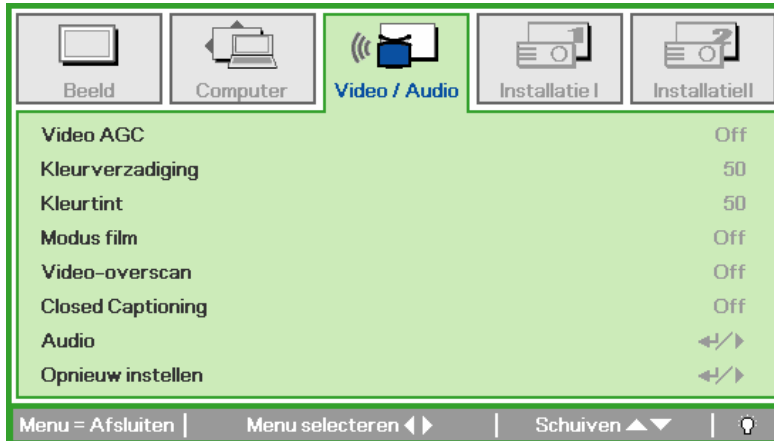 Beeld
Computer
Video / Audio
Installatie I
InstallatieII
Video AGC Off
Kleurverzadiging 50
Kleurtint 50
Modus film Off
Video-overscan Off
Closed Captioning Off
Audio
Opnieuw instellen
Menu = Afsluiten Menu selecteren Schuiven